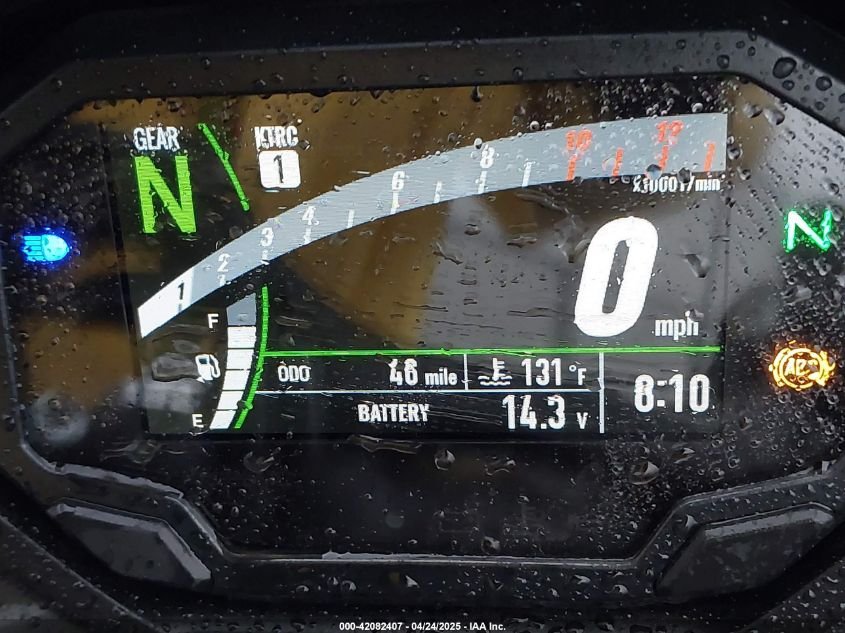 GEAR
N
KTRC
1
1 2 3 4 6 8 10 12
x1000r/min
N
0
mph
F
E
ODO 46 mile
131 °F
BATTERY 14.3 V
8:10
000-42082407 - 04/24/2025 - IAA Inc.